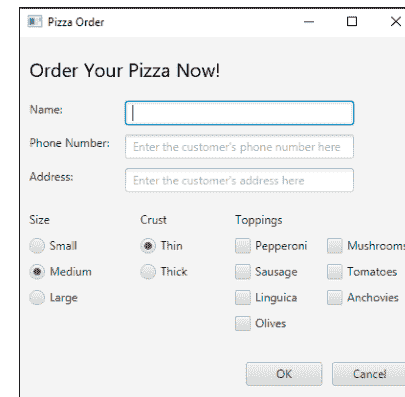 Pizza Order
Order Your Pizza Now!
Name:
Phone Number: Enter the customer's phone number here
Address: Enter the customer's address here
Size Crust Toppings
Small Thin Pepperoni Mushrooms
Medium Thick Sausage Tomatoes
Large Linguica Anchovies
Olives
OK Cancel